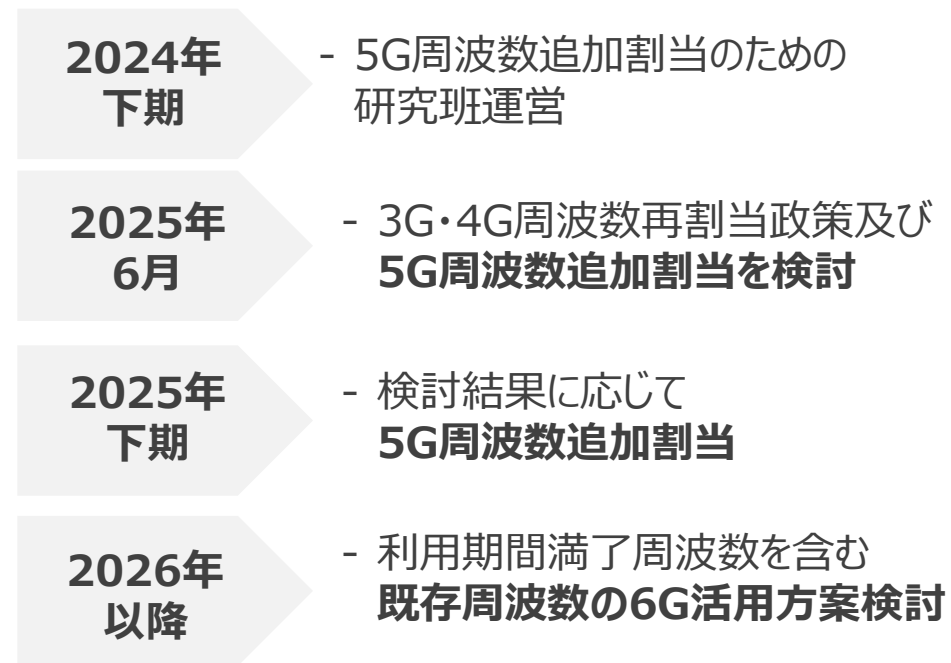 2024年
下期
- 5G周波数追加割当のための
研究班運営
2025年
6月
- 3G・4G周波数再割当政策及び
5G周波数追加割当を検討
2025年
下期
- 検討結果に応じて
5G周波数追加割当
2026年
以降
- 利用期間満了周波数を含む
既存周波数の6G活用方案検討